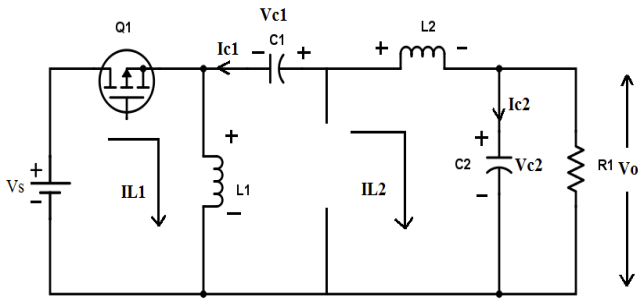 Q1
Vc1
Ic1
− C1 +
+ L2 −
+
Vs
−
IL1
+
L1
−
IL2
Ic2
+
C2 Vc2
−
R1 Vo